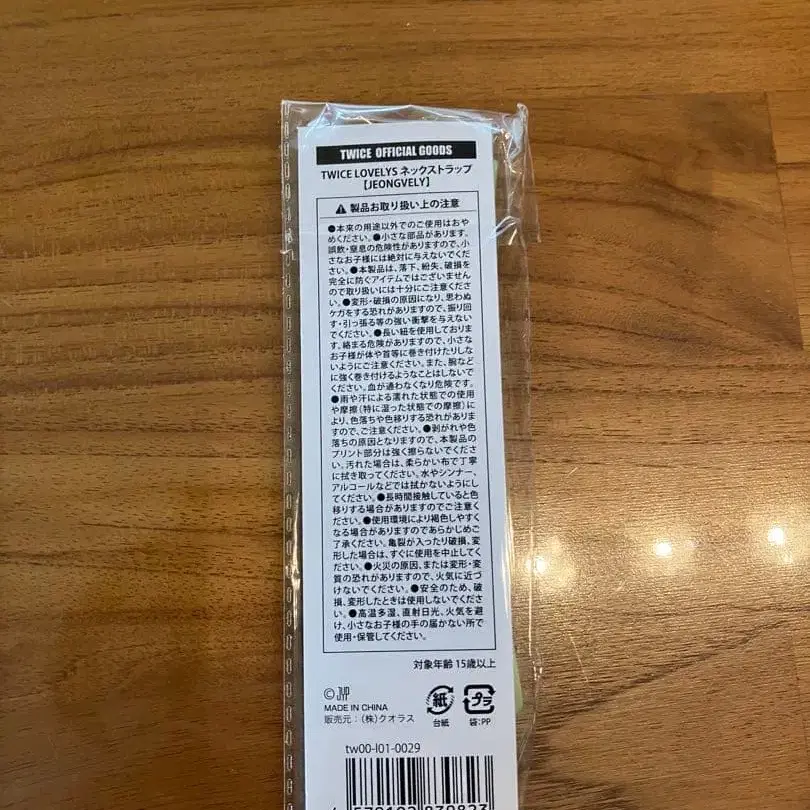 TWICE OFFICIAL GOODS
TWICE LOVELYS ネックストラップ
【JEONGVELY】
⚠ 製品お取り扱い上の注意
●本来の用途以外でのご使用はおや
めください。●小さな部品があります。
誤飲・窒息の危険性がありますので、小
さなお子様には絶対に与えないでくだ
さい。●本製品は、落下、紛失、破損を
完全に防ぐアイテムではございません
ので取り扱いには十分にご注意くださ
い。●変形・破損の原因になり、思わぬ
ケガをする恐れがありますので、振り回
す・引っ張る等の強い衝撃を与えない
でください。●長い紐を使用しておりま
す。絡まる危険がありますので、小さな
お子様が体や首等に巻き付けたりしな
いようにご注意ください。また、腕など
に強く巻き付けるようなことはしないで
ください。血が通わなくなり危険です。
●雨や汗による濡れた状態での使用
や摩擦(特に湿った状態での摩擦)に
より、色落ちや色移りする恐れがありま
すので、ご注意ください。●剥がれや色
落ちの原因となりますので、本製品の
プリント部分は強く擦らないでくださ
い。汚れた場合は、柔らかい布で丁寧
に拭き取ってください。水やシンナー、
アルコールなどでは拭かないようにし
てください。●長時間接触していると色
移りする場合がありますのでご注意く
ださい。●使用環境により褐色しやすく
なる場合がありますのであらかじめご
了承ください。亀裂が入ったり破損、変
形した場合は、すぐに使用を中止してく
ださい。●火災の原因、または変形・変
質の恐れがありますので、火気に近づ
けないでください。●安全のため、破
損、変形したときは使用しないでくださ
い。●高温多湿、直射日光、火気を避
け、小さなお子様の手の届かない所で
使用・保管してください。
対象年齢 15歳以上
© JYP
MADE IN CHINA
販売元：(株)クオラス
紙
台紙
プラ
袋：PP
tw00-l01-0029
4 570102 839823